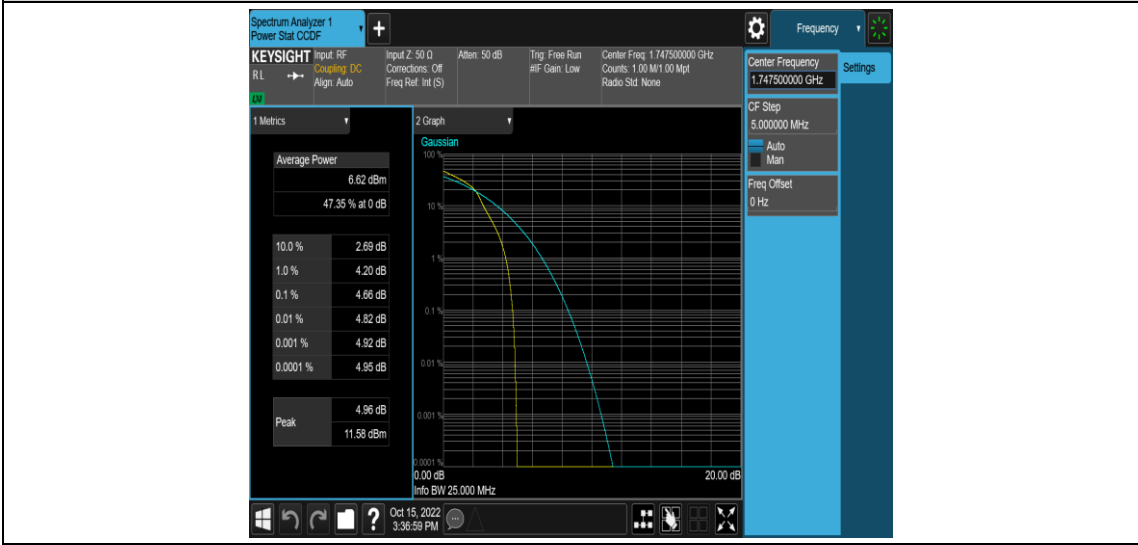 Spectrum Analyzer 1
Power Stat CCDF
+
Frequency
KEYSIGHT
RL
Input: RF
Coupling: DC
Align: Auto
Input Z: 50 Ω
Corrections: Off
Freq Ref: Int (S)
Atten: 50 dB
Trig: Free Run
#IF Gain: Low
Center Freq: 1.747500000 GHz
Counts: 1.00 M/1.00 Mpt
Radio Std: None
Center Frequency
1.747500000 GHz
Settings
CF Step
5.000000 MHz
Auto
Man
Freq Offset
0 Hz
1 Metrics
Average Power
6.62 dBm
47.35 % at 0 dB
10.0 % 2.69 dB
1.0 % 4.20 dB
0.1 % 4.66 dB
0.01 % 4.82 dB
0.001 % 4.92 dB
0.0001 % 4.95 dB
Peak 4.96 dB
11.58 dBm
2 Graph
Gaussian
100 %
10 %
1 %
0.1 %
0.01 %
0.001 %
0.0001 %
0.00 dB
20.00 dB
Info BW 25.000 MHz
?
Oct 15, 2022
3:36:59 PM